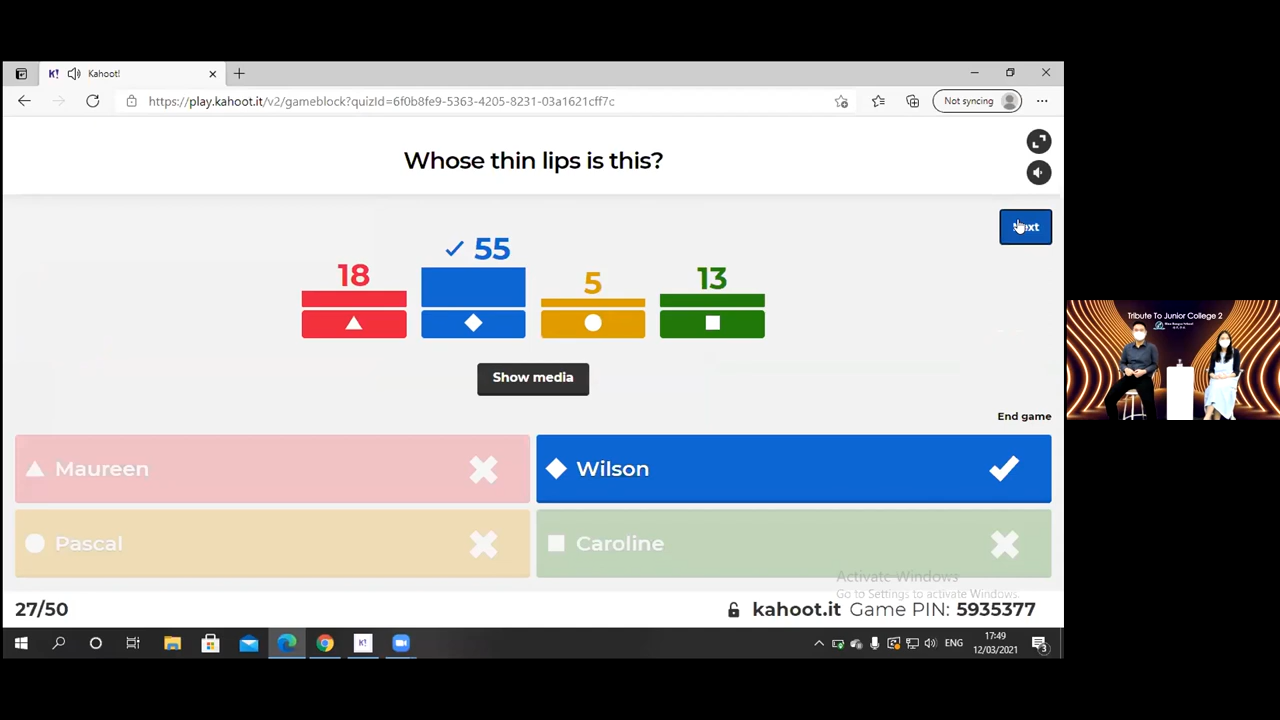 Kahoot!
https://play.kahoot.it/v2/gameblock?quizId=6f0b8fe9-5363-4205-8231-03a1621cff7c
Not syncing
Whose thin lips is this?
18
55
5
13
Show media
End game
Maureen
Wilson
Pascal
Caroline
Activate Windows
Go to Settings to activate Windows.
27/50
kahoot.it Game PIN: 5935377
ENG
17:49
12/03/2021
3
Tribute To Junior College 2